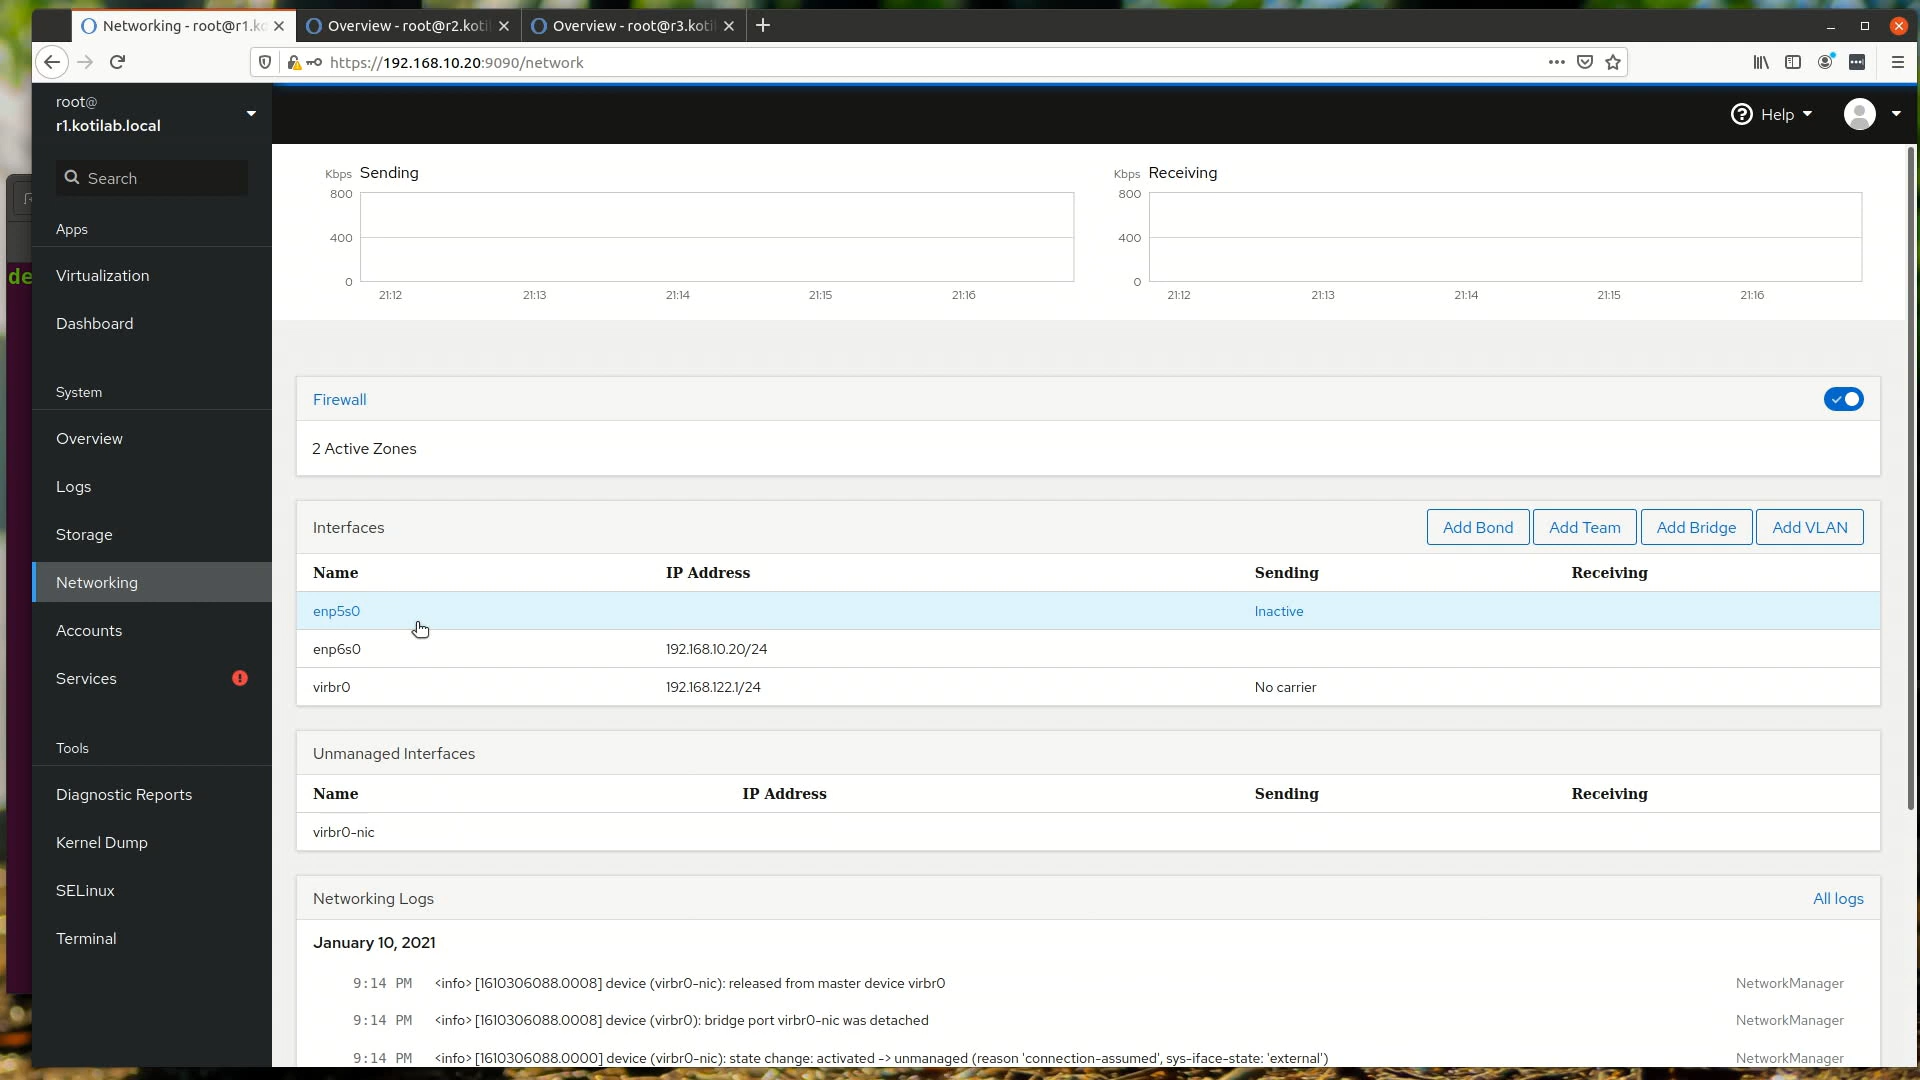 Networking - root@r1.ko
Overview - root@r2.koti
Overview - root@r3.koti
https://192.168.10.20:9090/network
root@
r1.kotilab.local
Help
Search
Kbps Sending
800
400
0
21:12 21:13 21:14 21:15 21:16
Kbps Receiving
800
400
0
21:12 21:13 21:14 21:15 21:16
Apps
de
Virtualization
Dashboard
System
Overview
Logs
Storage
Networking
Accounts
Services
Tools
Diagnostic Reports
Kernel Dump
SELinux
Terminal
Firewall
2 Active Zones
Interfaces
Add Bond Add Team Add Bridge Add VLAN
Name IP Address Sending Receiving
enp5s0 Inactive
enp6s0 192.168.10.20/24
virbr0 192.168.122.1/24 No carrier
Unmanaged Interfaces
Name IP Address Sending Receiving
virbr0-nic
Networking Logs All logs
January 10, 2021
9:14 PM <info> [1610306088.0008] device (virbr0-nic): released from master device virbr0 NetworkManager
9:14 PM <info> [1610306088.0008] device (virbr0): bridge port virbr0-nic was detached NetworkManager
9:14 PM <info> [1610306088.0000] device (virbr0-nic): state change: activated -> unmanaged (reason 'connection-assumed', sys-iface-state: 'external') NetworkManager